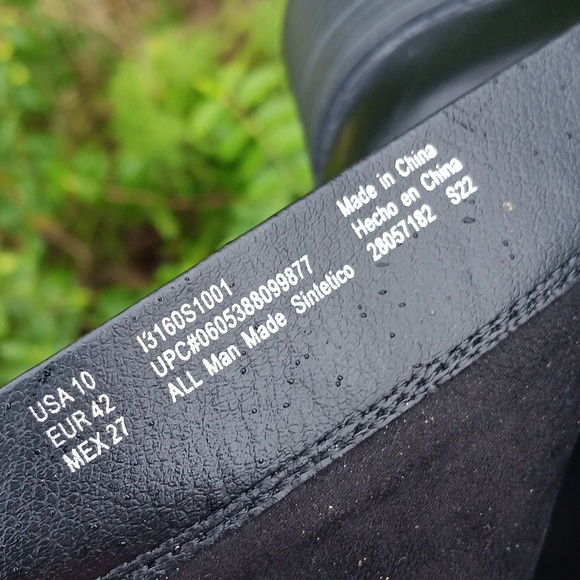 USA 10
EUR 42
MEX 27
I3160S1001
UPC#0605388099877
ALL Man Made Sintetico
Made in China
Hecho en China
28057182 S22